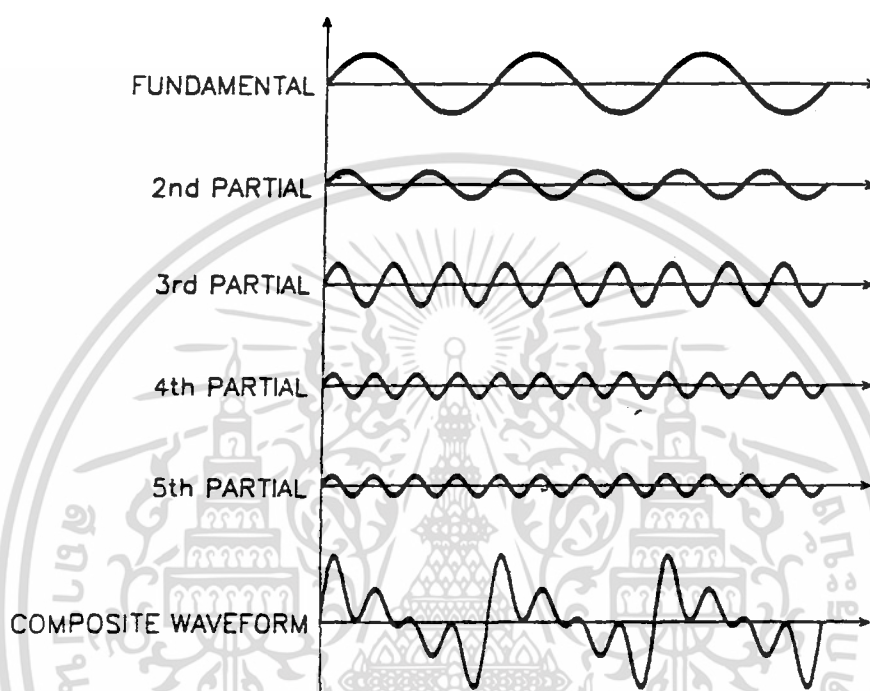 FUNDAMENTAL
2nd PARTIAL
3rd PARTIAL
4th PARTIAL
5th PARTIAL
COMPOSITE WAVEFORM